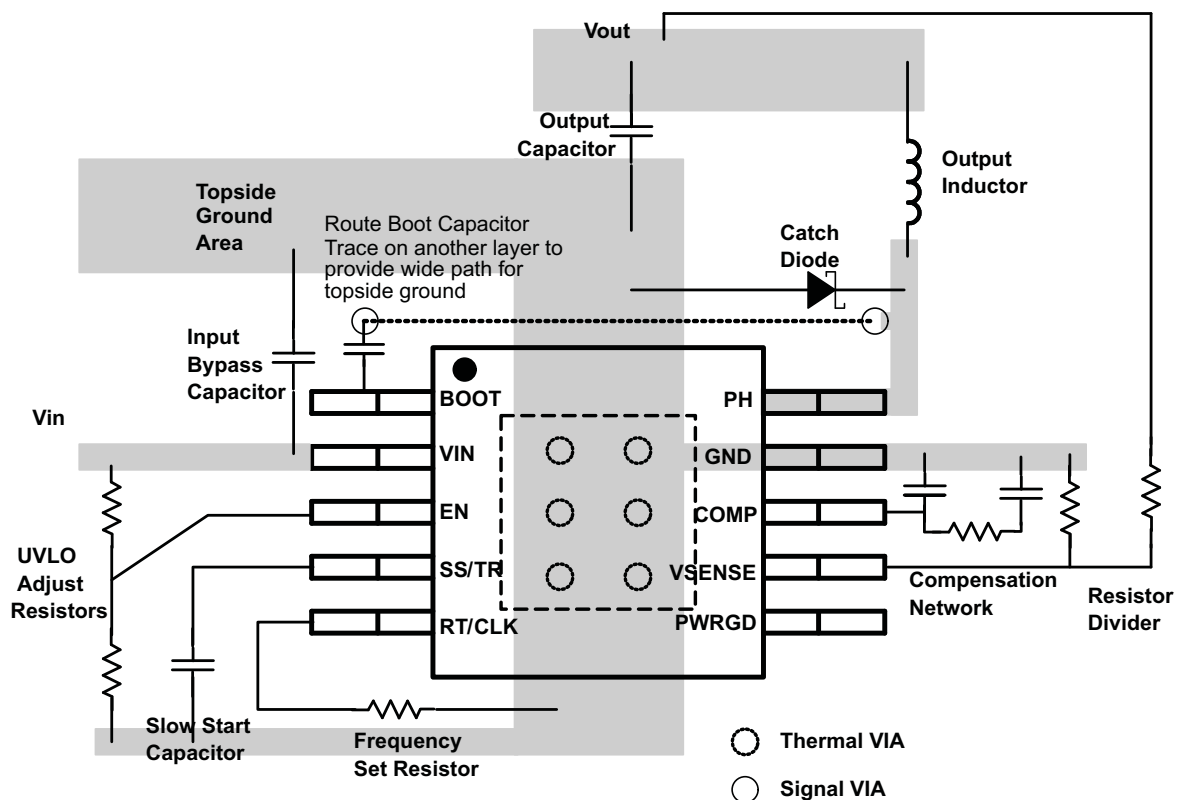 Vout
Output
Capacitor
Output
Inductor
Topside
Ground
Area
Route Boot Capacitor
Trace on another layer to
provide wide path for
topside ground
Catch
Diode
Input
Bypass
Capacitor
Vin
BOOT
VIN
EN
SS/TR
RT/CLK
PH
GND
COMP
VSENSE
PWRGD
UVLO
Adjust
Resistors
Compensation
Network
Resistor
Divider
Slow Start
Capacitor
Frequency
Set Resistor
Thermal VIA
Signal VIA